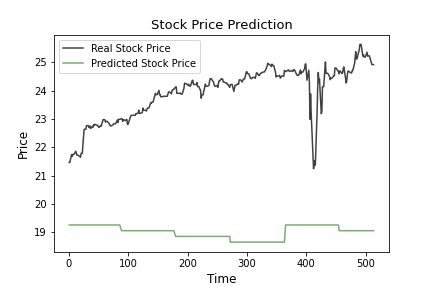 Stock Price Prediction
Real Stock Price
Predicted Stock Price
Price
25
24
23
22
21
20
19
0 100 200 300 400 500
Time